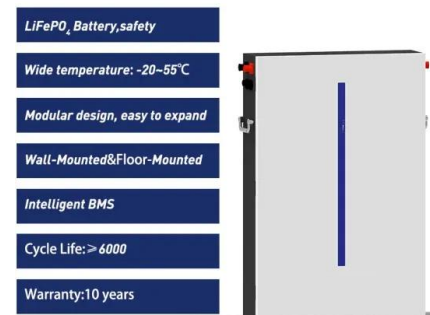 LiFePO₄ Battery,safety
Wide temperature: -20~55℃
Modular design, easy to expand
Wall-Mounted&Floor-Mounted
Intelligent BMS
Cycle Life:≥6000
Warranty:10 years